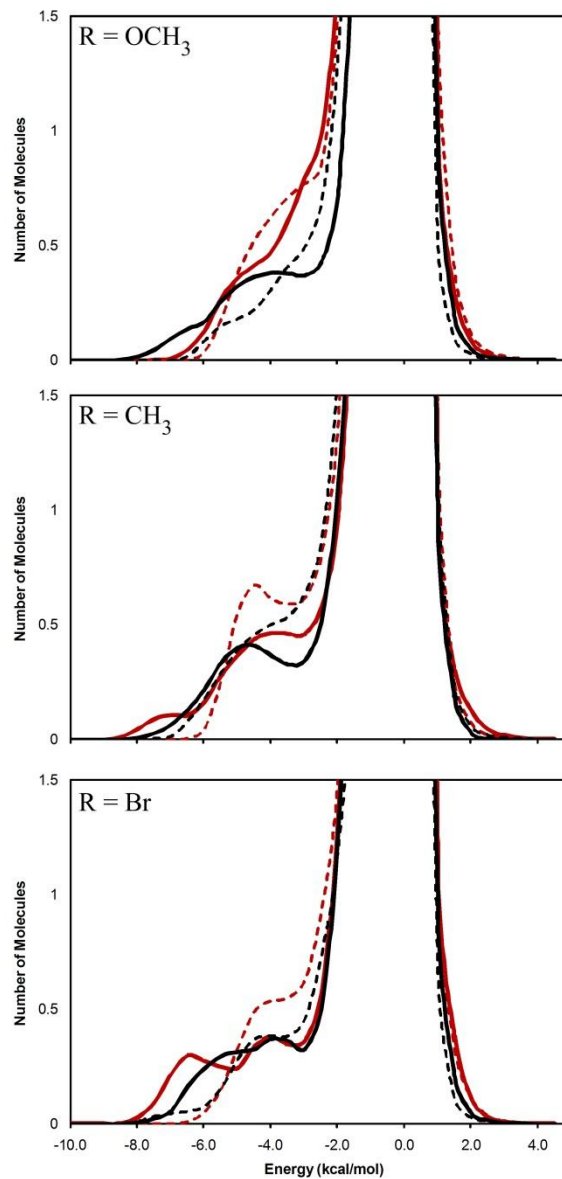 R = OCH3
Number of Molecules
1.5
1
0.5
0
R = CH3
Number of Molecules
1.5
1
0.5
0
R = Br
Number of Molecules
1.5
1
0.5
0
-10.0 -8.0 -6.0 -4.0 -2.0 0.0 2.0 4.0
Energy (kcal/mol)